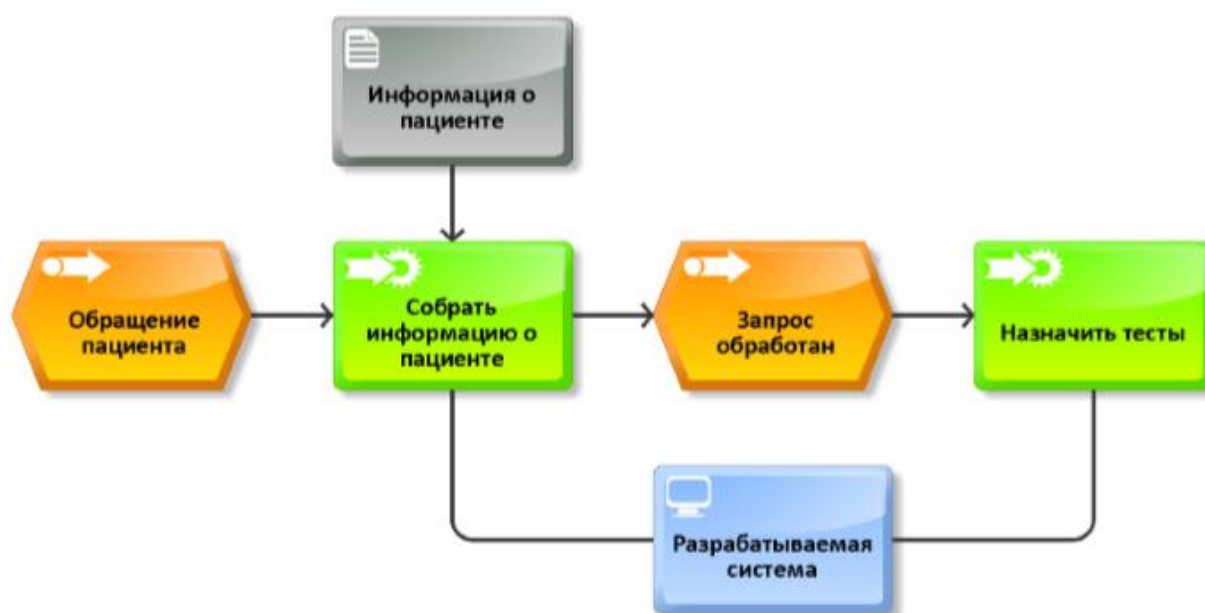 Информация о
пациенте
Обращение
пациента
Собрать
информацию о
пациенте
Запрос
обработан
Назначить тесты
Разрабатываемая
система